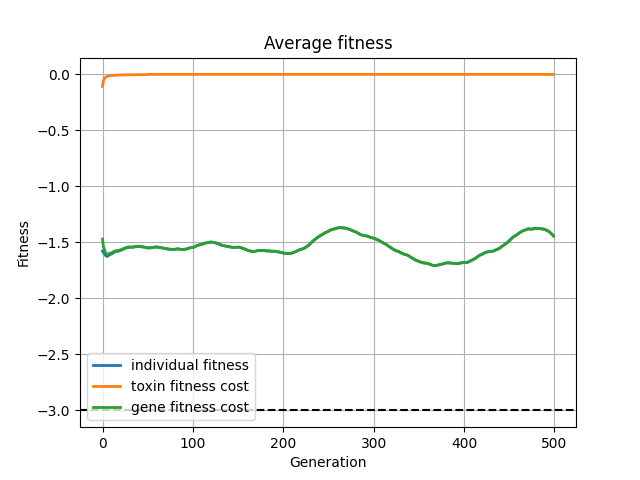 Average fitness
Fitness
0.0
−0.5
−1.0
−1.5
−2.0
−2.5
−3.0
individual fitness
toxin fitness cost
gene fitness cost
0 100 200 300 400 500
Generation